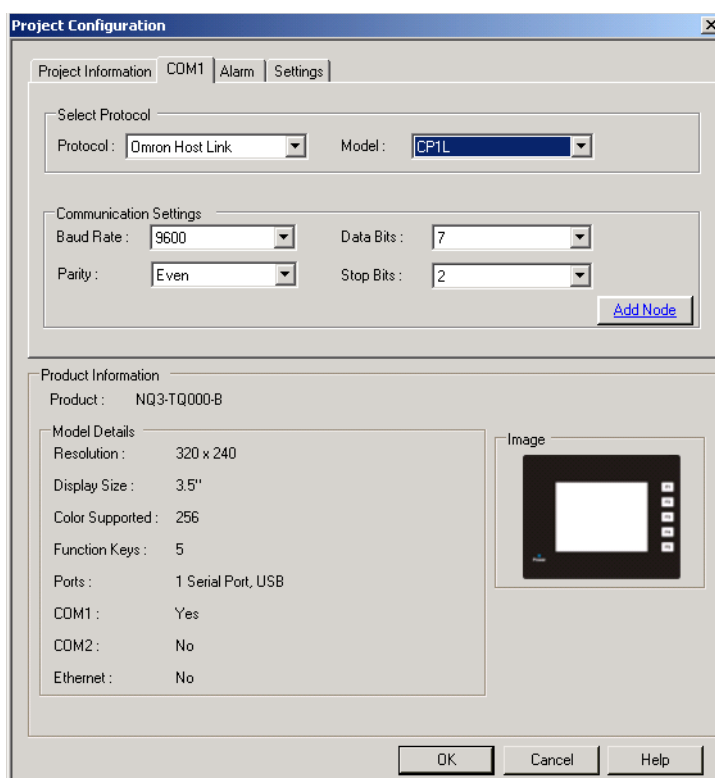 Project Configuration
Project Information COM1 Alarm Settings
Select Protocol
Protocol : Omron Host Link Model : CP1L
Communication Settings
Baud Rate : 9600 Data Bits : 7
Parity : Even Stop Bits : 2
Add Node
Product Information
Product : NQ3-TQ000-B
Model Details
Image
Resolution : 320 x 240
Display Size : 3.5"
Color Supported : 256
Function Keys : 5
Ports : 1 Serial Port, USB
COM1 : Yes
COM2 : No
Ethernet : No
OK Cancel Help